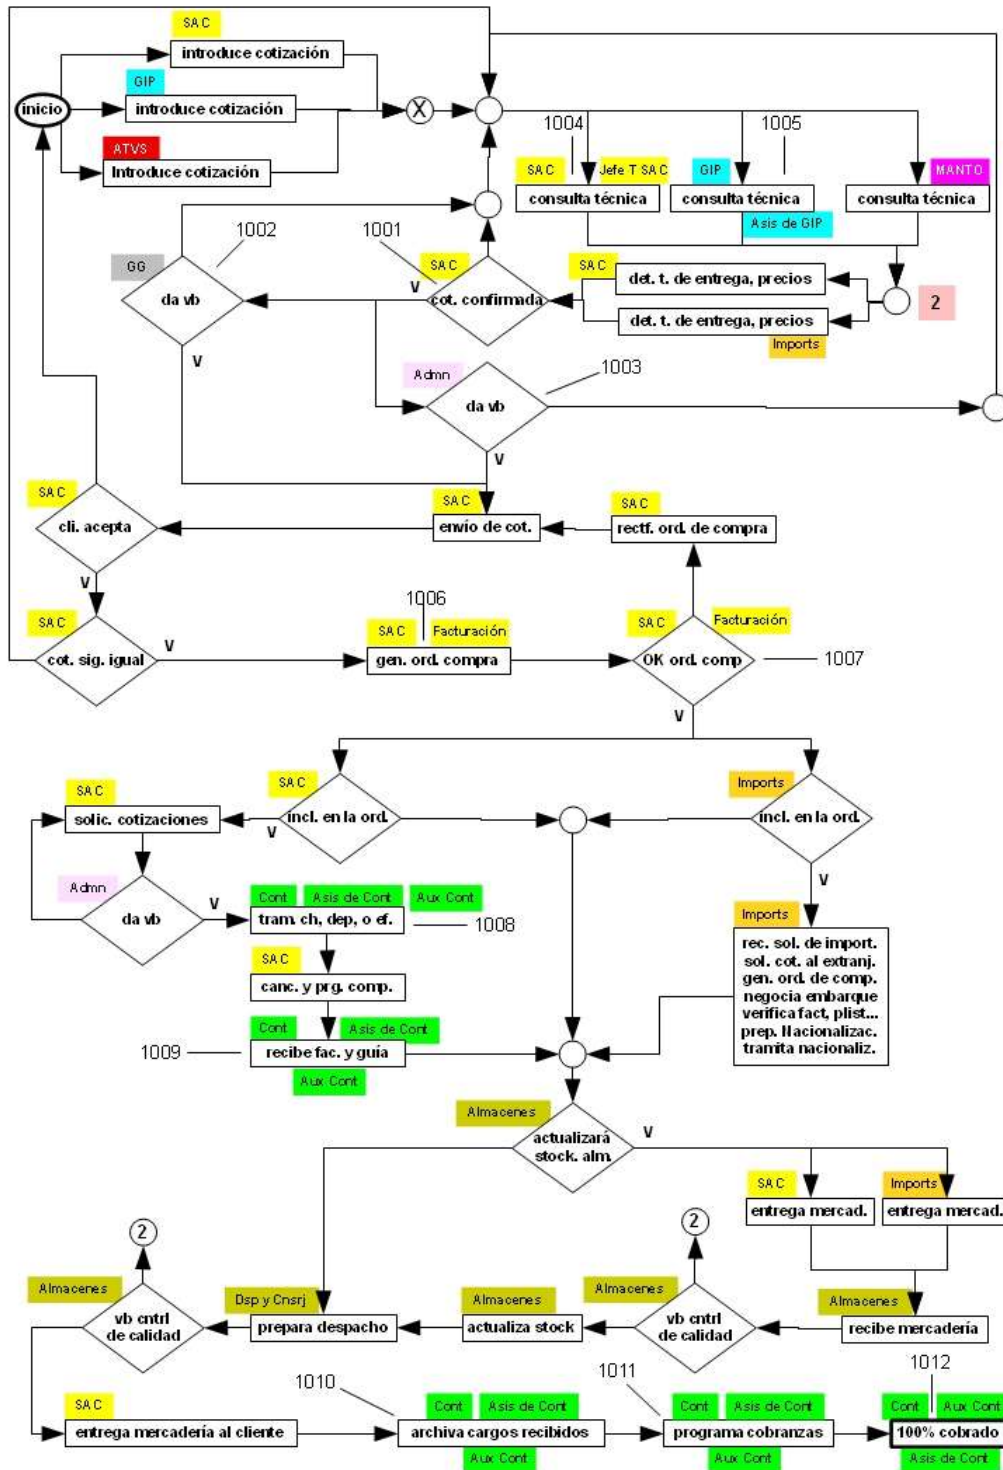 SAC
introduce cotización
GIP
inicio
introduce cotización
X
ATVS
Introduce cotización
1004
1005
SAC
Jefe T SAC
GIP
MANTO
consulta técnica
consulta técnica
consulta técnica
Asis de GIP
1002
1001
GG
SAC
SAC
V
da vb
cot. confirmada
det. t. de entrega, precios
2
det. t. de entrega, precios
Imports
V
Admn
1003
da vb
V
SAC
SAC
SAC
cli. acepta
envío de cot.
rectf. ord. de compra
V
1006
SAC
SAC
Facturación
SAC
Facturación
V
cot. sig. igual
gen. ord. compra
OK ord. comp
1007
V
SAC
Imports
SAC
solic. cotizaciones
V
incl. en la ord.
incl. en la ord.
V
Admn
Cont
Asis de Cont
Aux Cont
da vb
V
tram. ch, dep, o ef.
1008
Imports
SAC
rec. sol. de import.
sol. cot. al extranj.
gen. ord. de comp.
negocia embarque
verifica fact, plist...
prep. Nacionalizac.
tramita nacionaliz.
canc. y prg. comp.
Cont
Asis de Cont
1009
recibe fac. y guía
Aux Cont
Almacenes
actualizará
stock. alm.
V
SAC
Imports
entrega mercad.
entrega mercad.
2
2
Almacenes
Dsp y Cnsrj
Almacenes
Almacenes
Almacenes
vb cntrl
de calidad
prepara despacho
actualiza stock
vb cntrl
de calidad
recibe mercadería
1010
1011
1012
SAC
Cont
Asis de Cont
Cont
Asis de Cont
Cont
Aux Cont
entrega mercadería al cliente
archiva cargos recibidos
programa cobranzas
100% cobrado
Aux Cont
Aux Cont
Asis de Cont